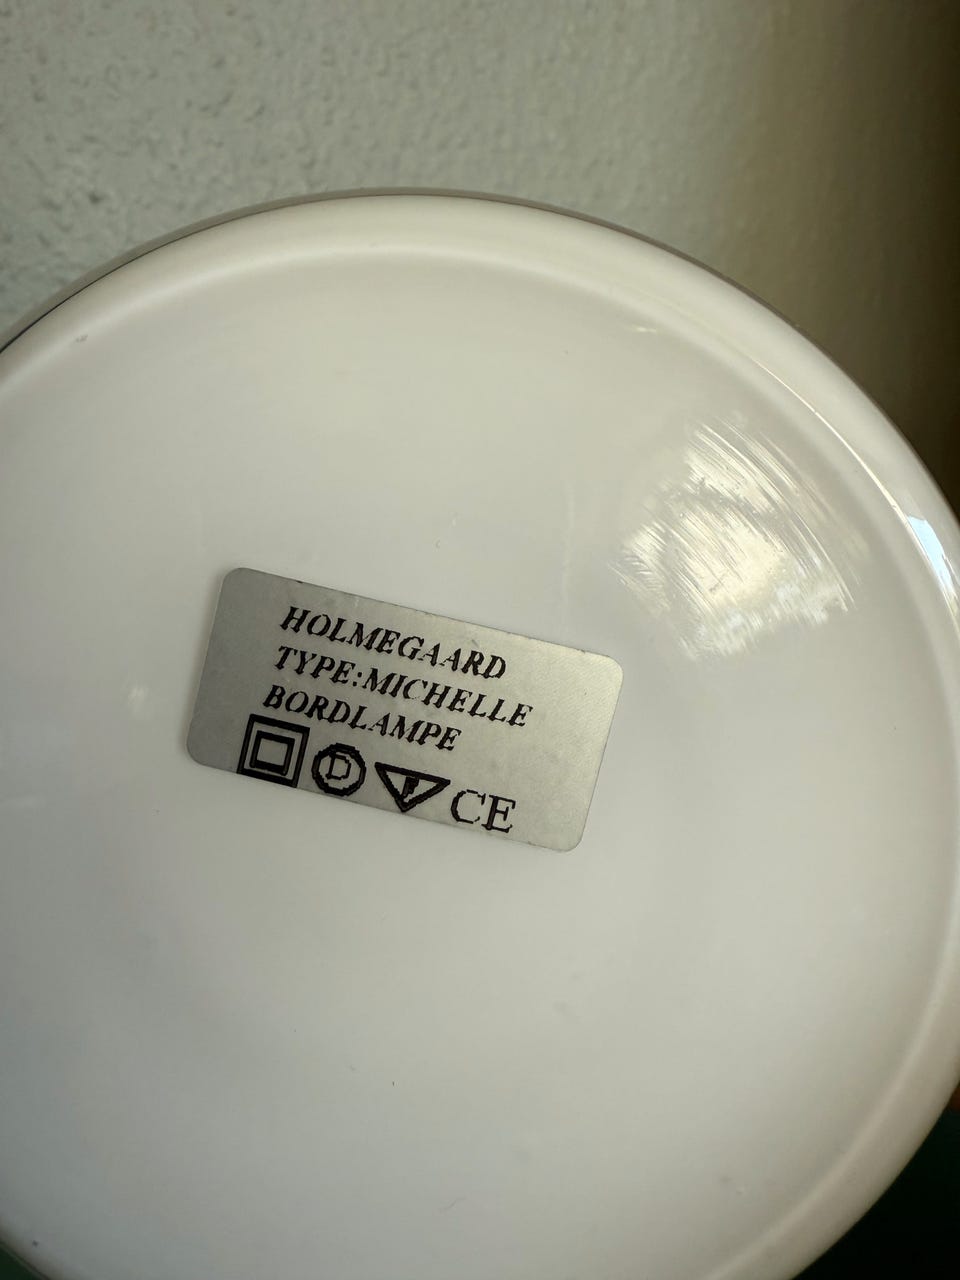 HOLMEGAARD
TYPE:MICHELLE
BORDLAMPE
D F CE